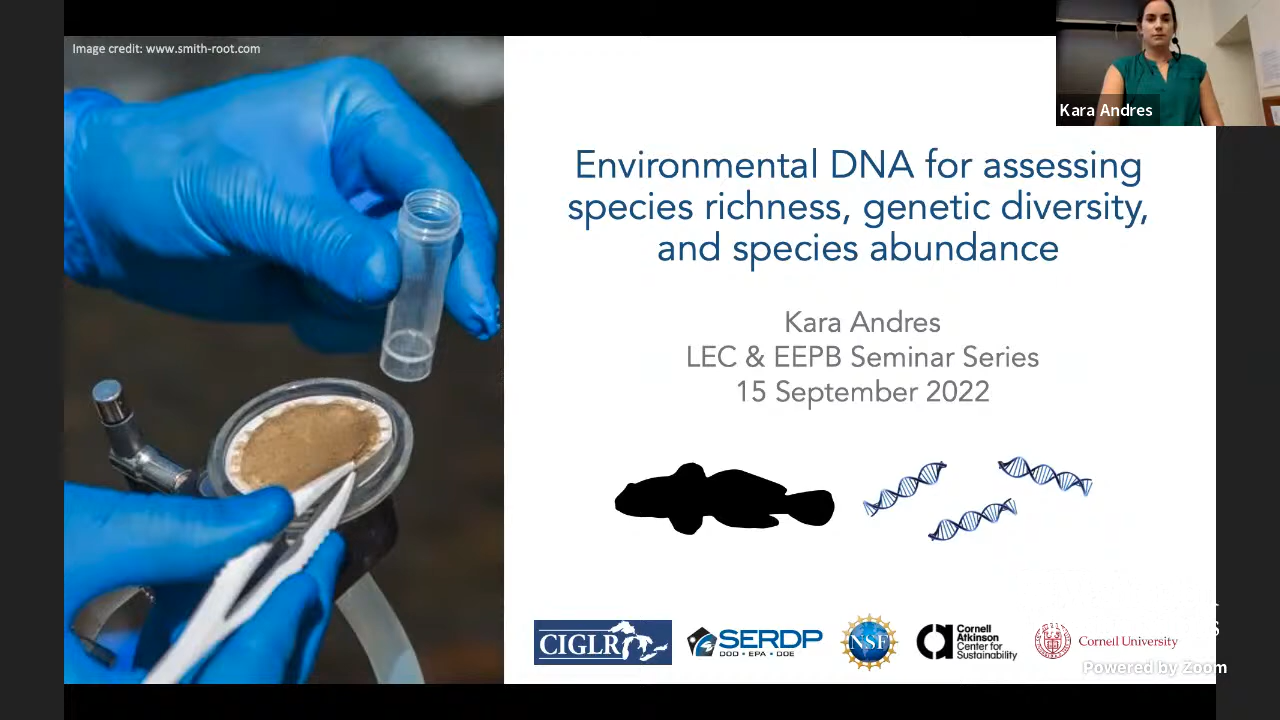 Image credit: www.smith-root.com
Kara Andres
Environmental DNA for assessing
species richness, genetic diversity,
and species abundance
Kara Andres
LEC & EEPB Seminar Series
15 September 2022
CIGLR
SERDP
DOD • EPA • DOE
NSF
Cornell
Atkinson
Center for
Sustainability
Cornell University
Powered by Zoom